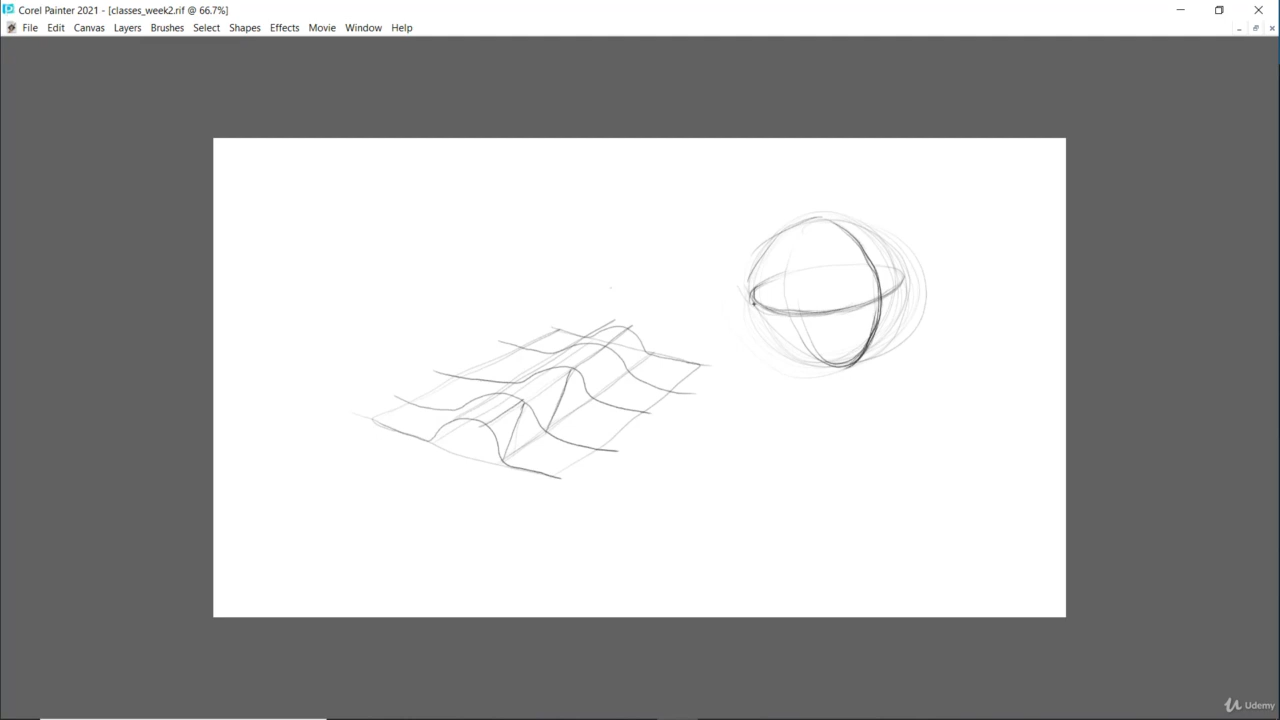 Corel Painter 2021 - [classes_week2.rif @ 66.7%]
File Edit Canvas Layers Brushes Select Shapes Effects Movie Window Help
Udemy